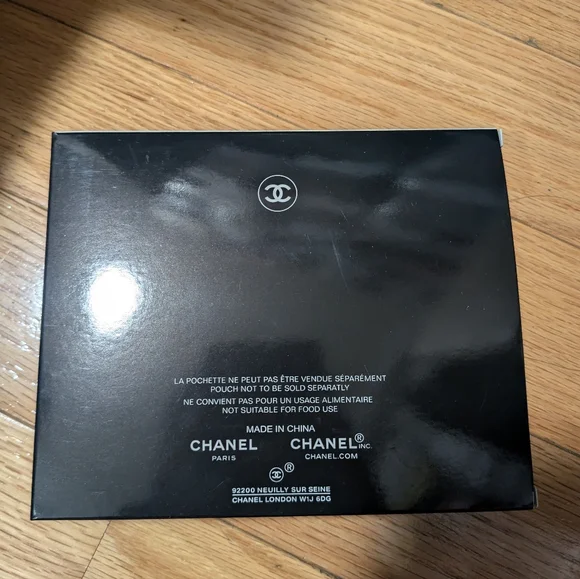 LA POCHETTE NE PEUT PAS ÊTRE VENDUE SÉPARÉMENT
POUCH NOT TO BE SOLD SEPARATELY
NE CONVIENT PAS POUR UN USAGE ALIMENTAIRE
NOT SUITABLE FOR FOOD USE
MADE IN CHINA
CHANEL CHANEL® INC.
PARIS CHANEL.COM
®
92200 NEUILLY SUR SEINE
CHANEL LONDON W1J 6DG